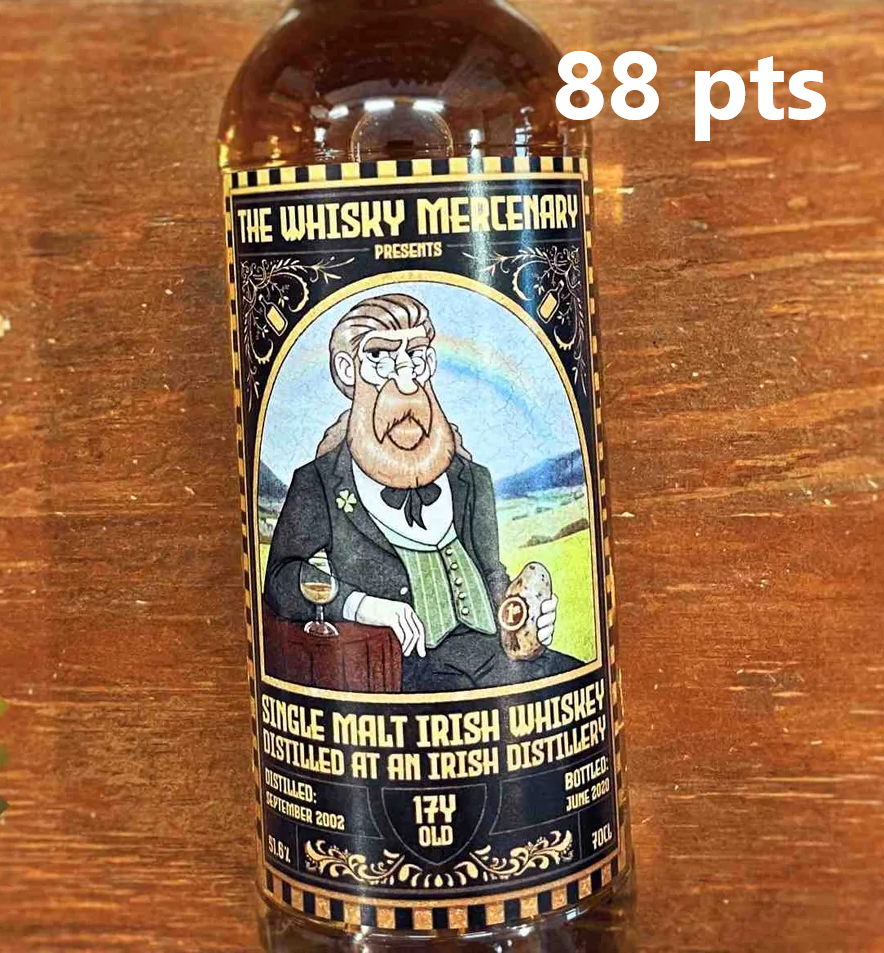 88 pts
THE WHISKY MERCENARY
PRESENTS
SINGLE MALT IRISH WHISKEY
DISTILLED AT AN IRISH DISTILLERY
DISTILLED:
SEPTEMBER 2002
17Y
OLD
BOTTLED:
JUNE 2020
51.6%
70CL